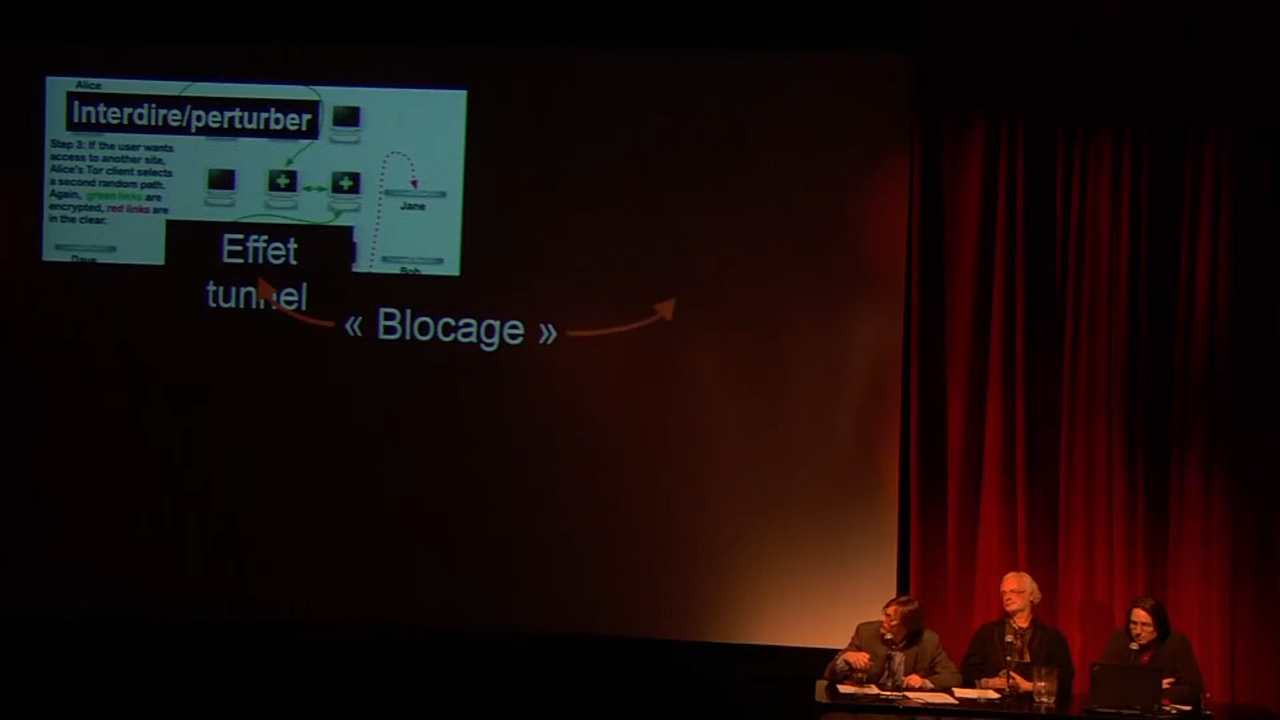 Alice
Interdire/perturber
Step 3: If the user wants
access to another site,
Alice's Tor client selects
a second random path.
Again, green links are
encrypted, red links are
in the clear.
Jane
Dave
Bob
Effet
tunnel
« Blocage »